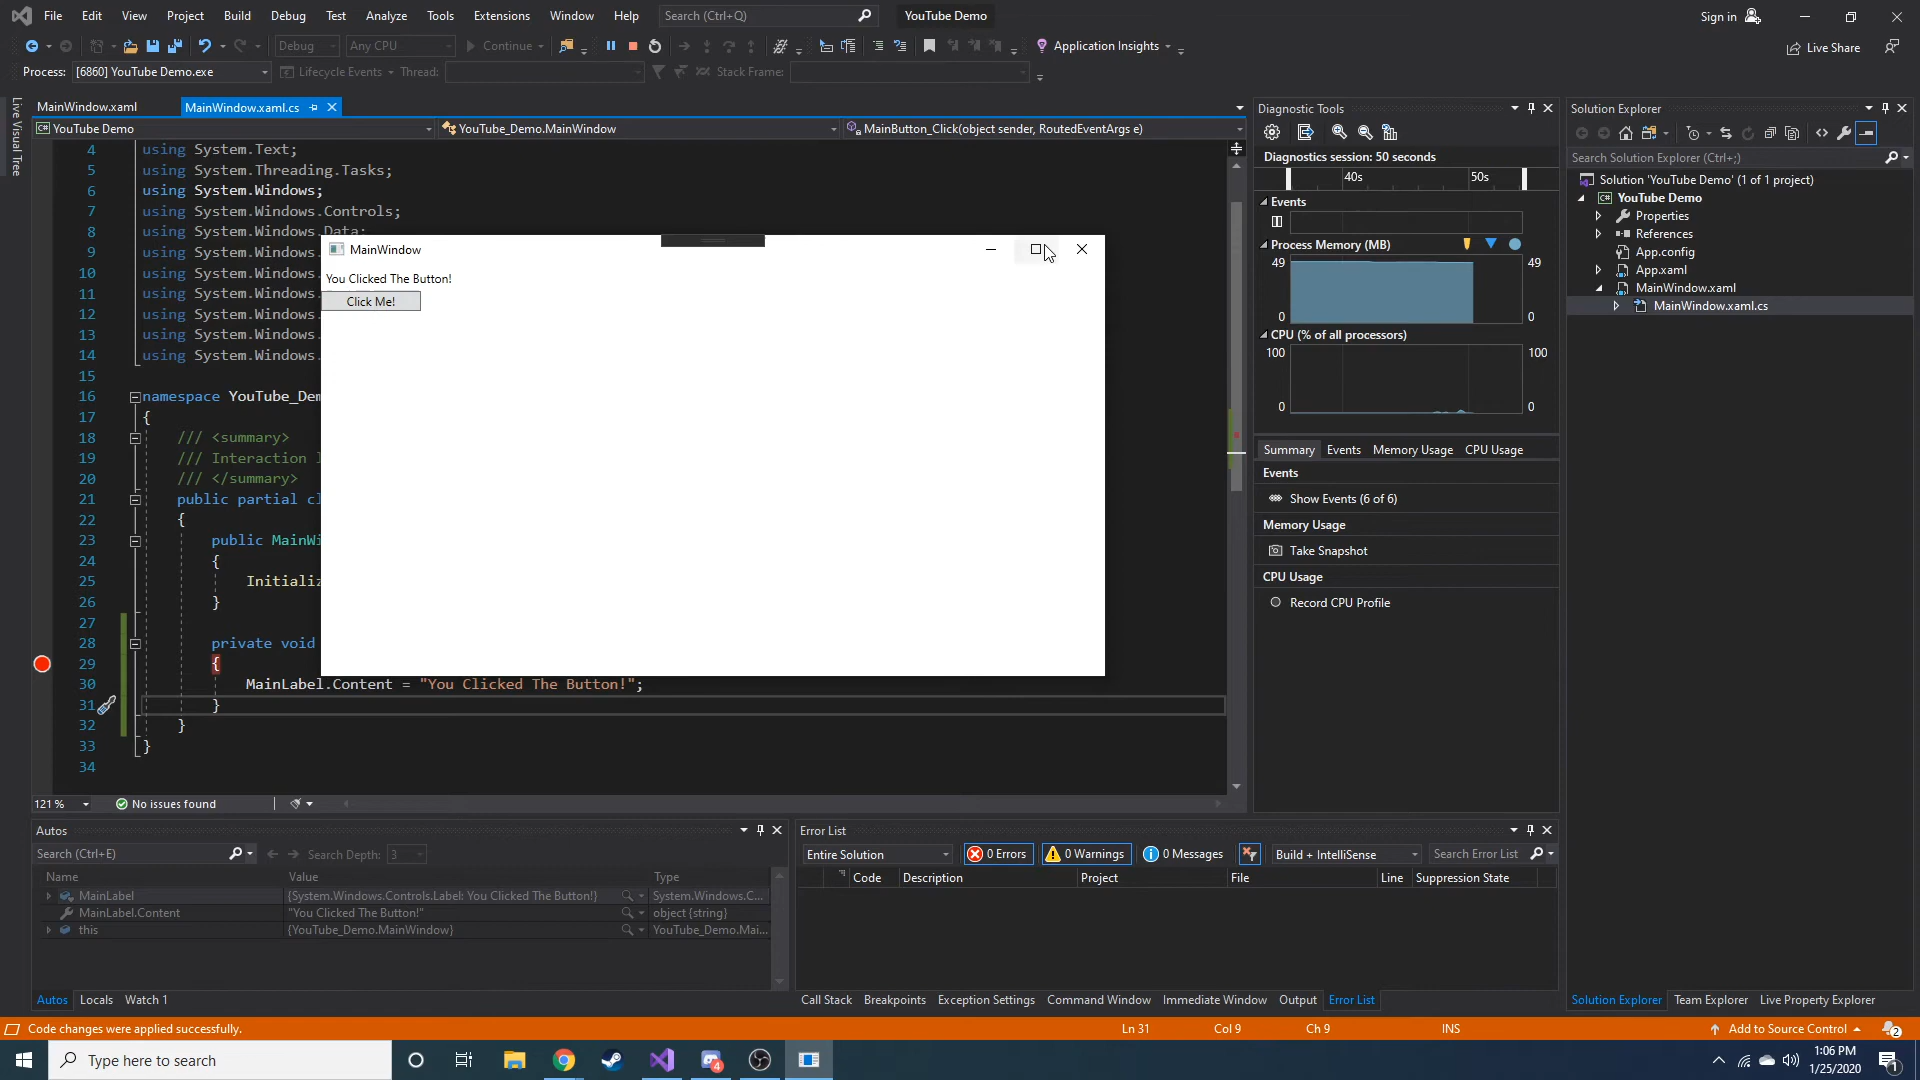 File Edit View Project Build Debug Test Analyze Tools Extensions Window Help Search (Ctrl+Q) YouTube Demo Sign in
Debug Any CPU Continue Application Insights Live Share
Process: [6860] YouTube Demo.exe Lifecycle Events Thread: Stack Frame:
Live Visual Tree
MainWindow.xaml MainWindow.xaml.cs
YouTube Demo YouTube_Demo.MainWindow MainButton_Click(object sender, RoutedEventArgs e)
4 using System.Text;
5 using System.Threading.Tasks;
6 using System.Windows;
7 using System.Windows.Controls;
8 using System.Windows.Data;
9 using System.Windows.
10 using System.Windows.
11 using System.Windows.
12 using System.Windows.
13 using System.Windows.
14 using System.Windows.
15
16 namespace YouTube_Dem
17 {
18 /// <summary>
19 /// Interaction l
20 /// </summary>
21 public partial cl
22 {
23 public MainWi
24 {
25 Initializ
26 }
27
28 private void
29 {
30 MainLabel.Content = "You Clicked The Button!";
31 }
32 }
33 }
34
MainWindow
You Clicked The Button!
Click Me!
121 % No issues found
Diagnostic Tools
Diagnostics session: 50 seconds
40s 50s
Events
Process Memory (MB)
49 49
0 0
CPU (% of all processors)
100 100
0 0
Summary Events Memory Usage CPU Usage
Events
Show Events (6 of 6)
Memory Usage
Take Snapshot
CPU Usage
Record CPU Profile
Solution Explorer
Search Solution Explorer (Ctrl+;)
Solution 'YouTube Demo' (1 of 1 project)
YouTube Demo
Properties
References
App.config
App.xaml
MainWindow.xaml
MainWindow.xaml.cs
Autos
Search (Ctrl+E) Search Depth: 3
Name Value Type
MainLabel {System.Windows.Controls.Label: You Clicked The Button!} System.Windows.C...
MainLabel.Content "You Clicked The Button!" object {string}
this {YouTube_Demo.MainWindow} YouTube_Demo.Mai...
Autos Locals Watch 1
Error List
Entire Solution 0 Errors 0 Warnings 0 Messages Build + IntelliSense Search Error List
Code Description Project File Line Suppression State
Call Stack Breakpoints Exception Settings Command Window Immediate Window Output Error List
Solution Explorer Team Explorer Live Property Explorer
Code changes were applied successfully. Ln 31 Col 9 Ch 9 INS Add to Source Control 2
Type here to search 4 1:06 PM
1/25/2020 1